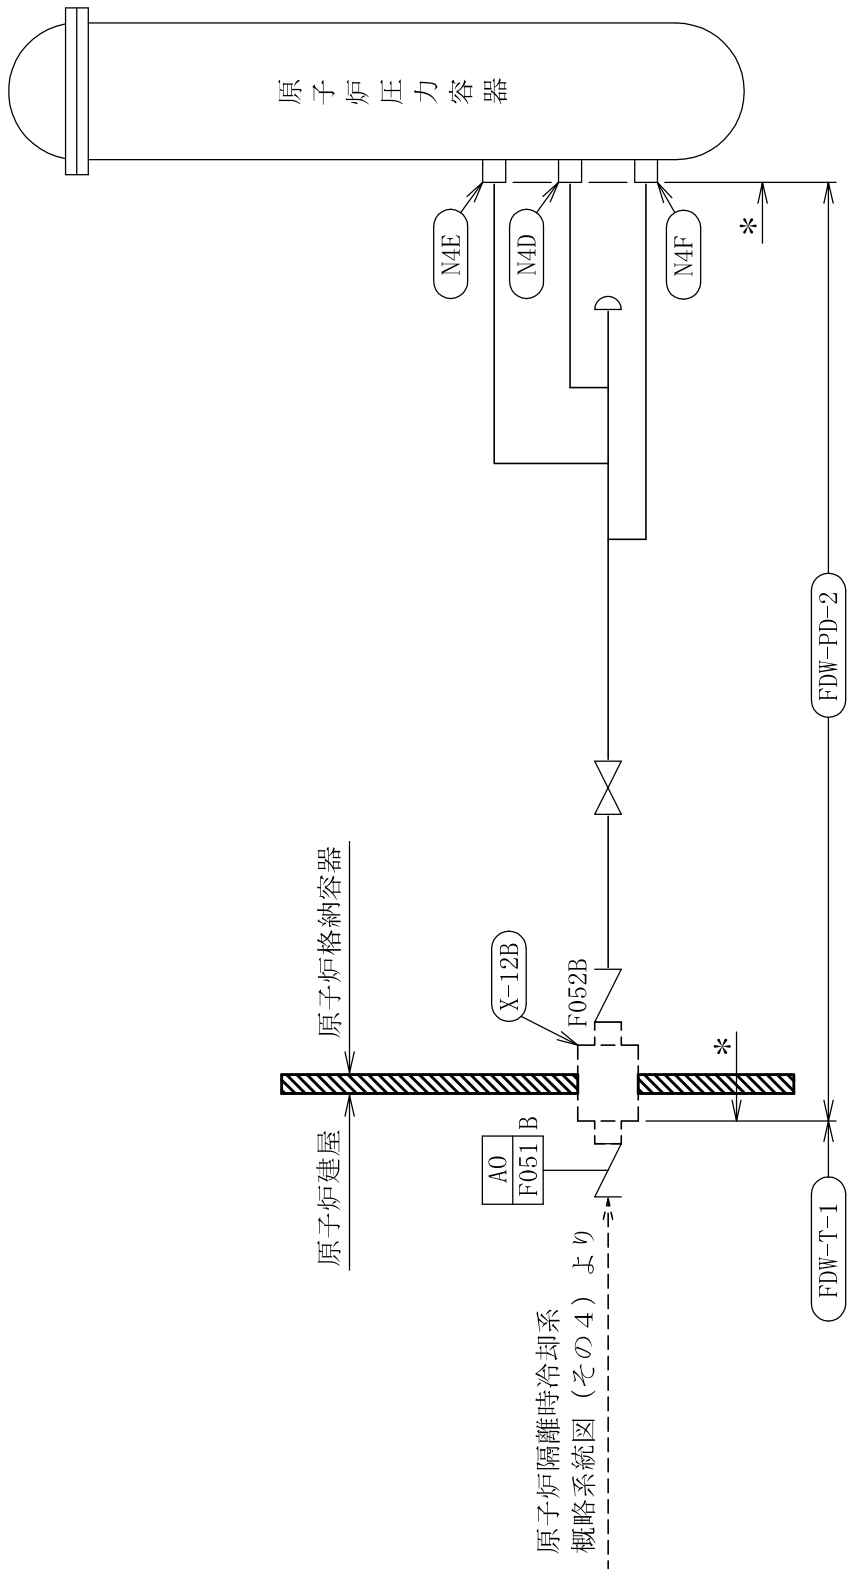 原子炉圧力容器
N4E
N4D
N4F
*
FDW-PD-2
原子炉格納容器
原子炉建屋
X-12B
F052B
*
AO
F051 B
FDW-T-1
原子炉隔離時冷却系
概略系統図（その４）より